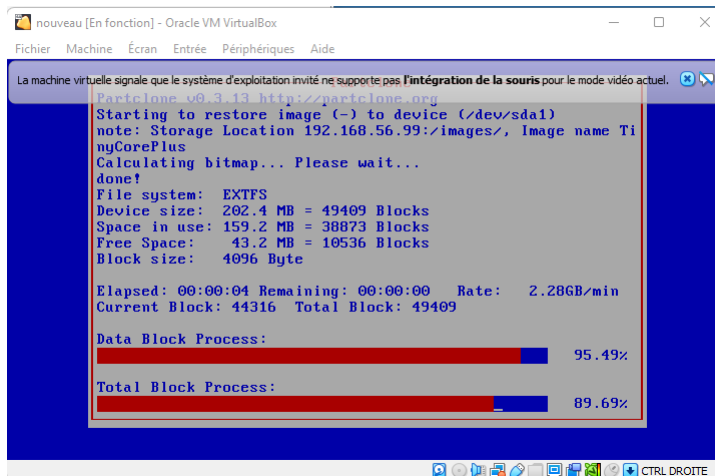 nouveau [En fonction] - Oracle VM VirtualBox
Fichier Machine Écran Entrée Périphériques Aide
La machine virtuelle signale que le système d'exploitation invité ne supporte pas l'intégration de la souris pour le mode vidéo actuel.
Partclone
Partclone v0.3.13 http://partclone.org
Starting to restore image (-) to device (/dev/sda1)
note: Storage Location 192.168.56.99:/images/, Image name Ti
nyCorePlus
Calculating bitmap... Please wait...
done!
File system: EXTFS
Device size: 202.4 MB = 49409 Blocks
Space in use: 159.2 MB = 38873 Blocks
Free Space: 43.2 MB = 10536 Blocks
Block size: 4096 Byte
Elapsed: 00:00:04 Remaining: 00:00:00 Rate: 2.28GB/min
Current Block: 44316 Total Block: 49409
Data Block Process:
95.49%
Total Block Process:
89.69%
CTRL DROITE